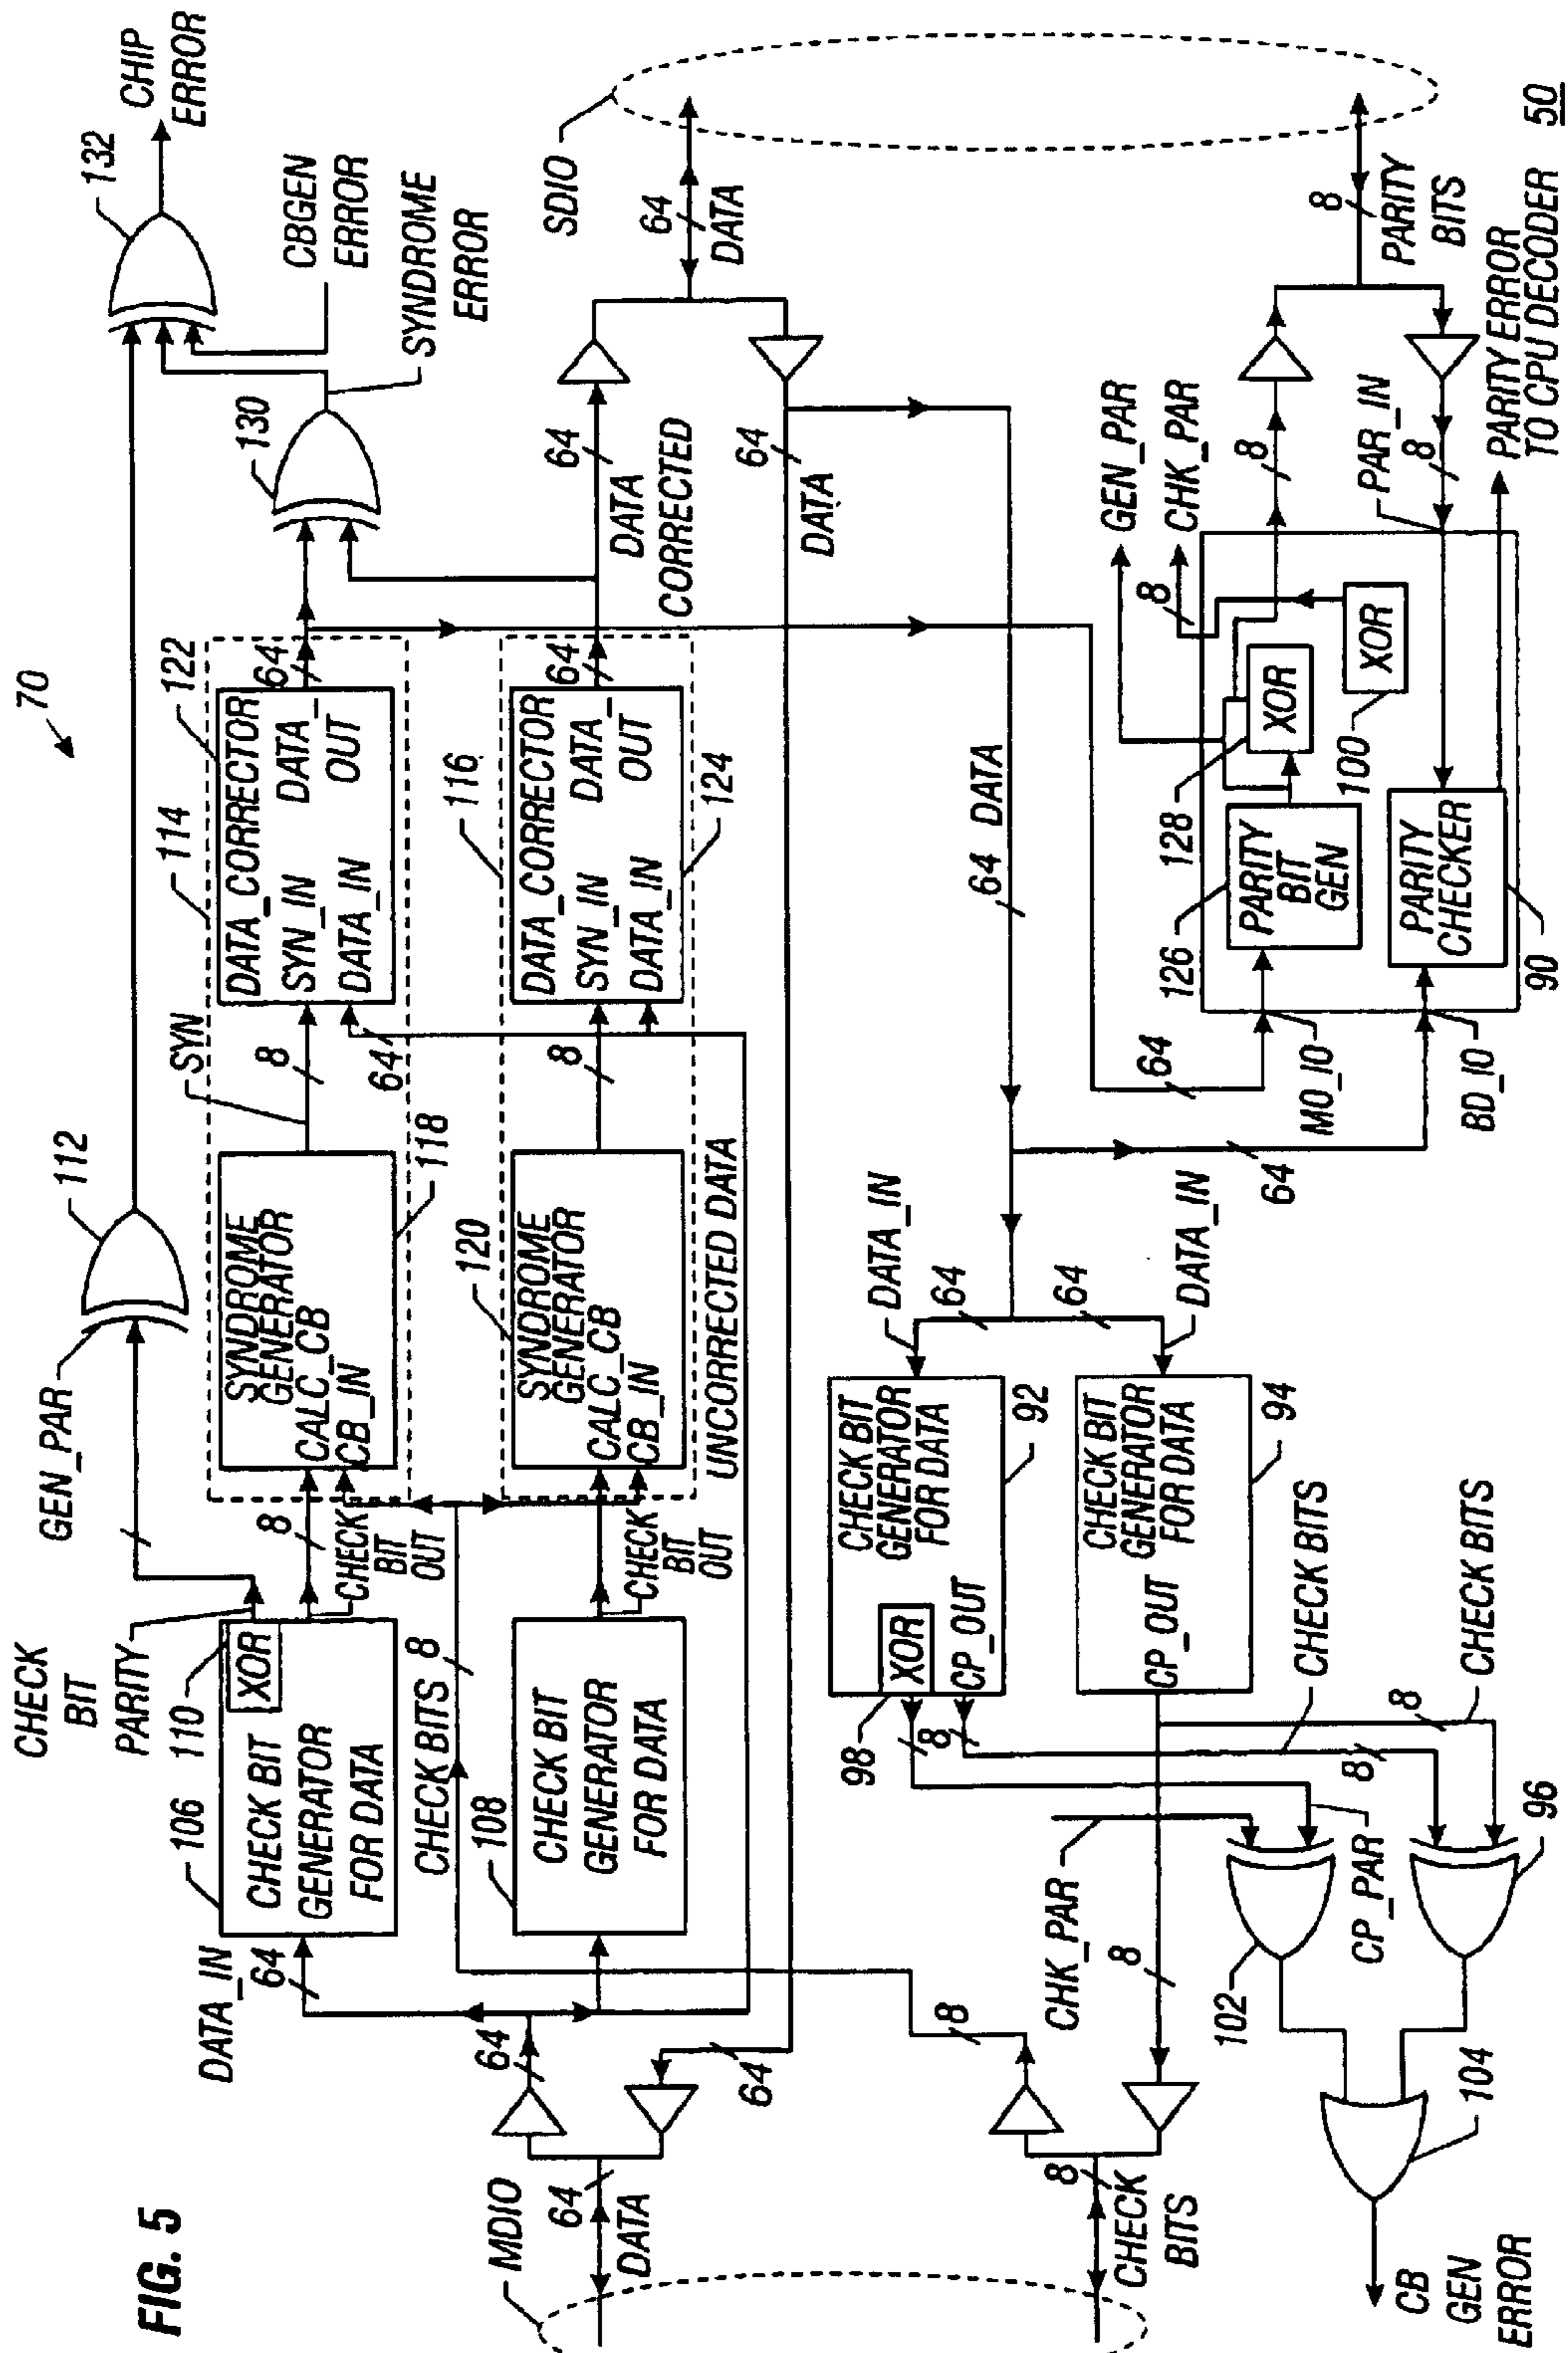 FIG. 5
70
MDIO
64
DATA
64
64
DATA_IN
64
106
CHECK BIT
GENERATOR
FOR DATA
110
XOR
CHECK
BIT
PARITY
GEN_PAR
112
8
CHECK
BIT
OUT
CHECK BITS
8
108
CHECK BIT
GENERATOR
FOR DATA
CHECK
BIT
OUT
114
SYNDROME
GENERATOR
CALC_CB
CB_IN
118
SYN
8
64
DATA_CORRECTOR
SYN_IN
DATA_IN
DATA_
OUT
122
64
116
120
SYNDROME
GENERATOR
CALC_CB
CB_IN
8
UNCORRECTED DATA
DATA_CORRECTOR
SYN_IN
DATA_IN
DATA_
OUT
124
64
130
132
CHIP
ERROR
CBGEN
ERROR
SYNDROME
ERROR
64
DATA
CORRECTED
64
DATA
SDIO
64
DATA
8
PARITY
BITS
CHECK
BITS
8
8
8
CHK_PAR
CHECK BIT
GENERATOR
FOR DATA
XOR
CP_OUT
92
98
8
DATA_IN
64
64
DATA_IN
CHECK BIT
GENERATOR
FOR DATA
CP_OUT
94
CHECK BITS
CHECK BITS
8
8
102
CP_PAR
96
104
CB
GEN
ERROR
64 DATA
64
64
MO_IO
BD_IO
126
PARITY
BIT
GEN
128
XOR
100
XOR
PARITY
CHECKER
90
GEN_PAR
CHK_PAR
8
8
PAR_IN
8
PARITY ERROR
TO CPU DECODER
50